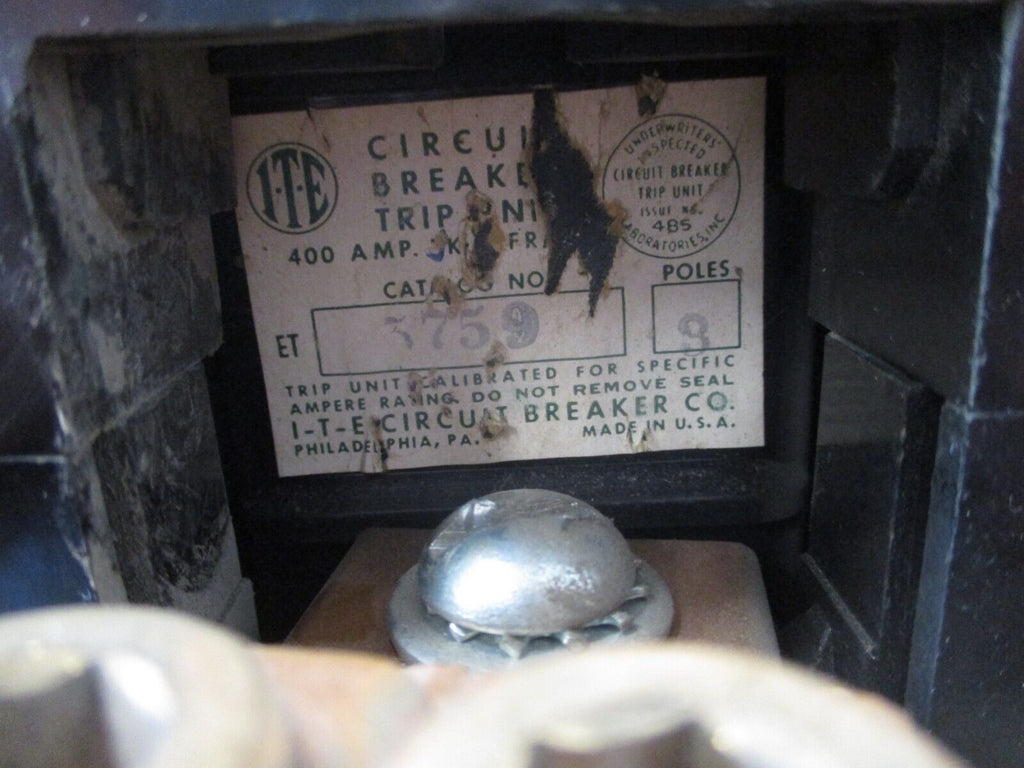 I-T-E
CIRCUI
BREAKE
TRIP UNI
400 AMP. K FRA
UNDERWRITERS'
INSPECTED
CIRCUIT BREAKER
TRIP UNIT
ISSUE NO.
485
LABORATORIES, INC.
CATALOG NO.
POLES
ET 3759
3
TRIP UNIT CALIBRATED FOR SPECIFIC
AMPERE RATING. DO NOT REMOVE SEAL
I-T-E CIRCUIT BREAKER CO.
PHILADELPHIA, PA. MADE IN U.S.A.